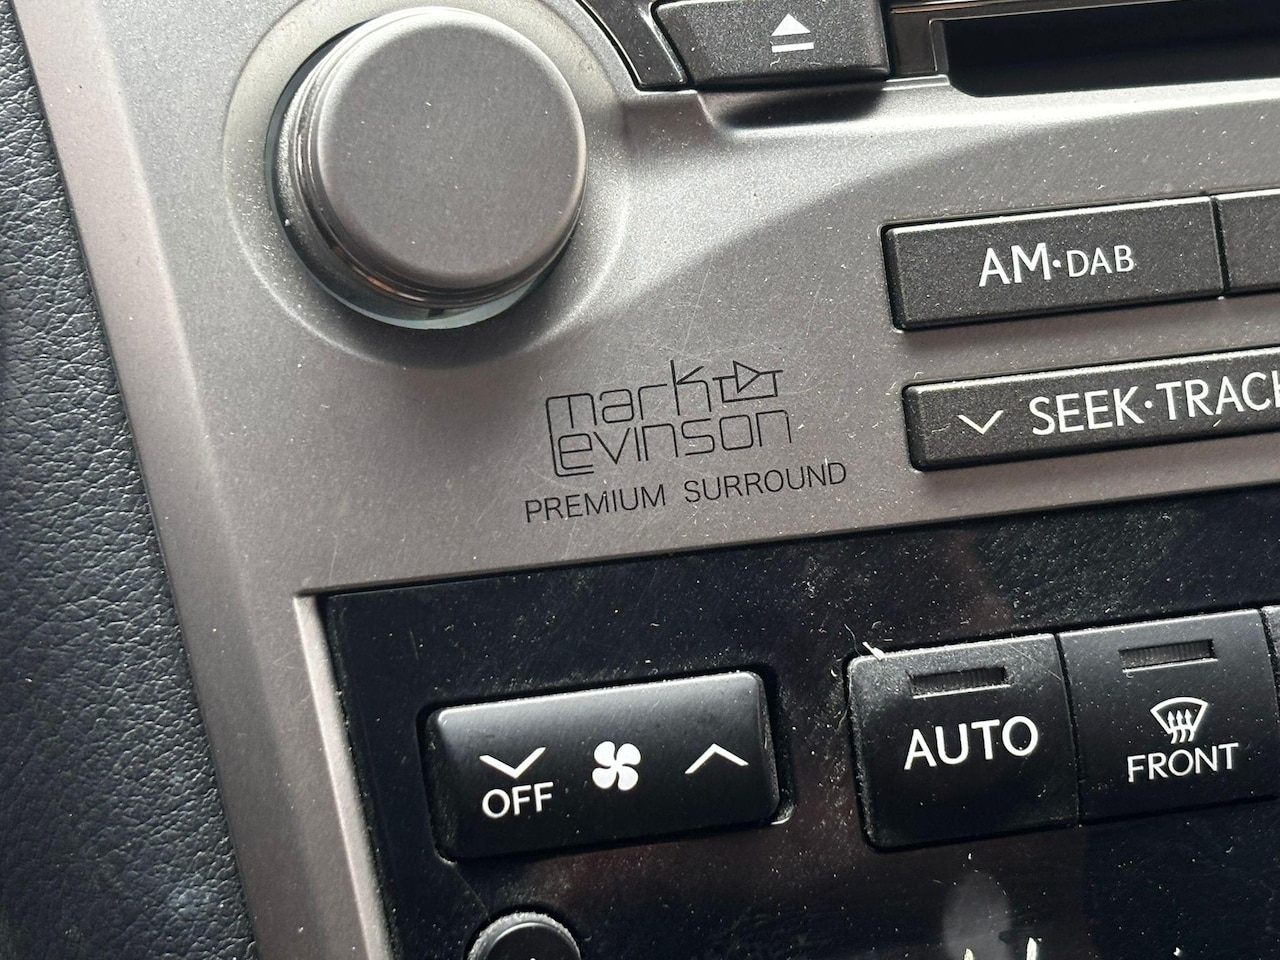 AM·DAB
mark
Levinson
SEEK·TRACK
PREMIUM SURROUND
AUTO
FRONT
OFF